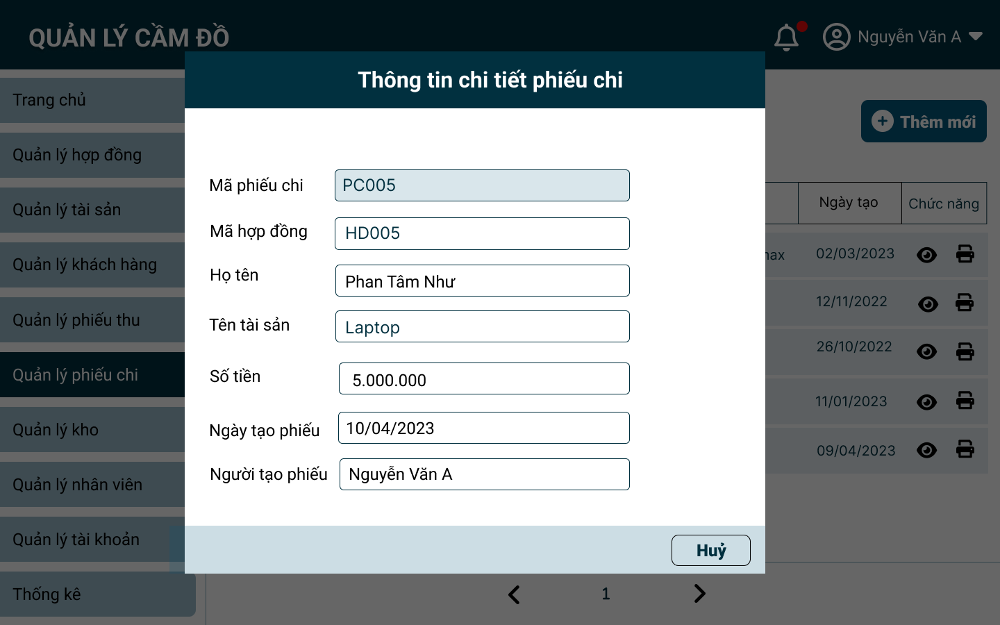 QUẢN LÝ CẦM ĐỒ
Nguyễn Văn A
Trang chủ
Quản lý hợp đồng
Quản lý tài sản
Quản lý khách hàng
Quản lý phiếu thu
Quản lý phiếu chi
Quản lý kho
Quản lý nhân viên
Quản lý tài khoản
Thống kê
Thông tin chi tiết phiếu chi
Mã phiếu chi PC005
Mã hợp đồng HD005
Họ tên Phan Tâm Như
Tên tài sản Laptop
Số tiền 5.000.000
Ngày tạo phiếu 10/04/2023
Người tạo phiếu Nguyễn Văn A
Huỷ
Thêm mới
Ngày tạo Chức năng
02/03/2023
12/11/2022
26/10/2022
11/01/2023
09/04/2023
1